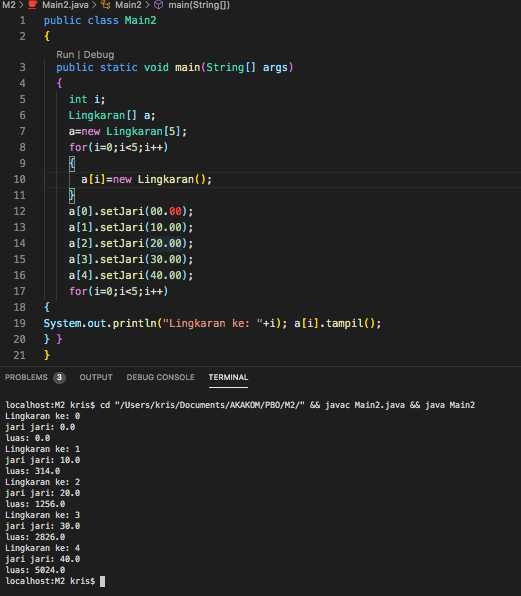 M2 > Main2.java > Main2 > main(String[])
1 public class Main2
2 {
Run | Debug
3 public static void main(String[] args)
4 {
5 int i;
6 Lingkaran[] a;
7 a=new Lingkaran[5];
8 for(i=0;i<5;i++)
9 {
10 a[i]=new Lingkaran();
11 }
12 a[0].setJari(00.00);
13 a[1].setJari(10.00);
14 a[2].setJari(20.00);
15 a[3].setJari(30.00);
16 a[4].setJari(40.00);
17 for(i=0;i<5;i++)
18 {
19 System.out.println("Lingkaran ke: "+i); a[i].tampil();
20 } }
21 }
PROBLEMS 3 OUTPUT DEBUG CONSOLE TERMINAL
localhost:M2 kris$ cd "/Users/kris/Documents/AKAKOM/PBO/M2/" && javac Main2.java && java Main2
Lingkaran ke: 0
jari jari: 0.0
luas: 0.0
Lingkaran ke: 1
jari jari: 10.0
luas: 314.0
Lingkaran ke: 2
jari jari: 20.0
luas: 1256.0
Lingkaran ke: 3
jari jari: 30.0
luas: 2826.0
Lingkaran ke: 4
jari jari: 40.0
luas: 5024.0
localhost:M2 kris$